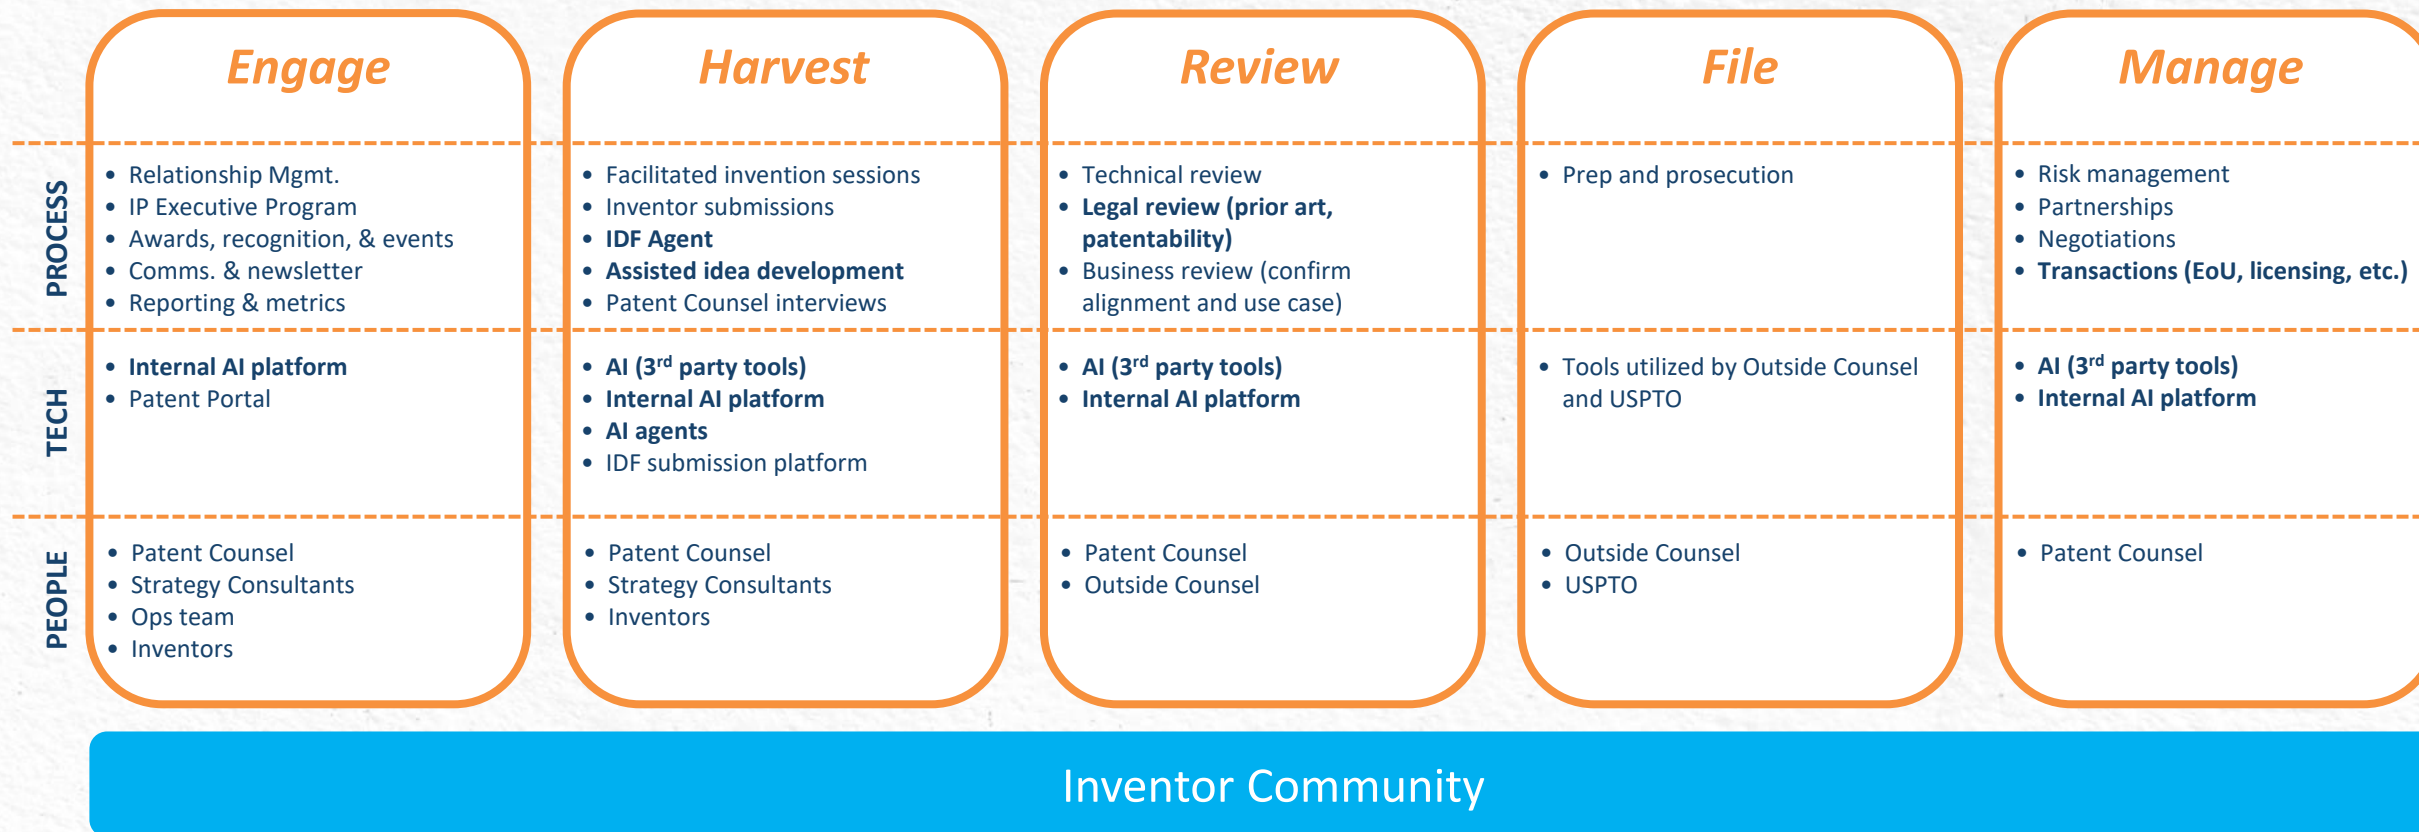 Engage
Harvest
Review
File
Manage
PROCESS
• Relationship Mgmt.
• IP Executive Program
• Awards, recognition, & events
• Comms. & newsletter
• Reporting & metrics
• Facilitated invention sessions
• Inventor submissions
• IDF Agent
• Assisted idea development
• Patent Counsel interviews
• Technical review
• Legal review (prior art,
patentability)
• Business review (confirm
alignment and use case)
• Prep and prosecution
• Risk management
• Partnerships
• Negotiations
• Transactions (EoU, licensing, etc.)
TECH
• Internal AI platform
• Patent Portal
• AI (3rd party tools)
• Internal AI platform
• AI agents
• IDF submission platform
• AI (3rd party tools)
• Internal AI platform
• Tools utilized by Outside Counsel
and USPTO
• AI (3rd party tools)
• Internal AI platform
PEOPLE
• Patent Counsel
• Strategy Consultants
• Ops team
• Inventors
• Patent Counsel
• Strategy Consultants
• Inventors
• Patent Counsel
• Outside Counsel
• Outside Counsel
• USPTO
• Patent Counsel
Inventor Community